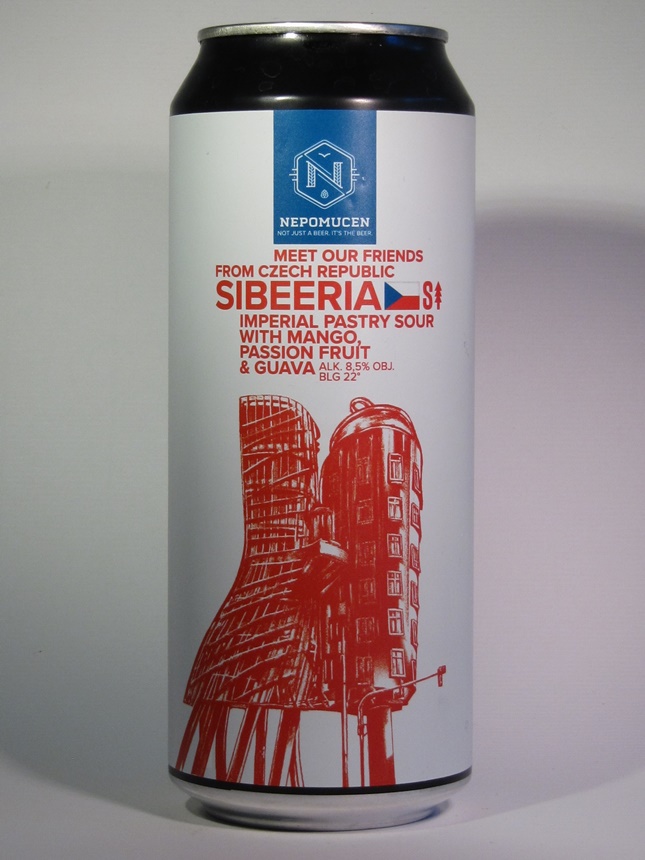 N
NEPOMUCEN
NOT JUST A BEER. IT'S THE BEER.
MEET OUR FRIENDS
FROM CZECH REPUBLIC
SIBEERIA S
IMPERIAL PASTRY SOUR
WITH MANGO,
PASSION FRUIT
& GUAVA ALK. 8,5% OBJ.
BLG 22°